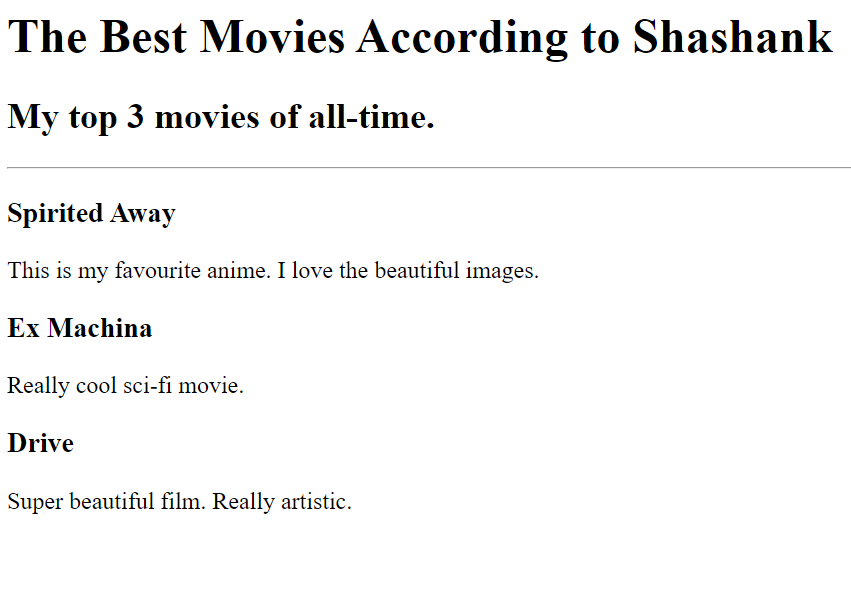 The Best Movies According to Shashank
My top 3 movies of all-time.
Spirited Away
This is my favourite anime. I love the beautiful images.
Ex Machina
Really cool sci-fi movie.
Drive
Super beautiful film. Really artistic.